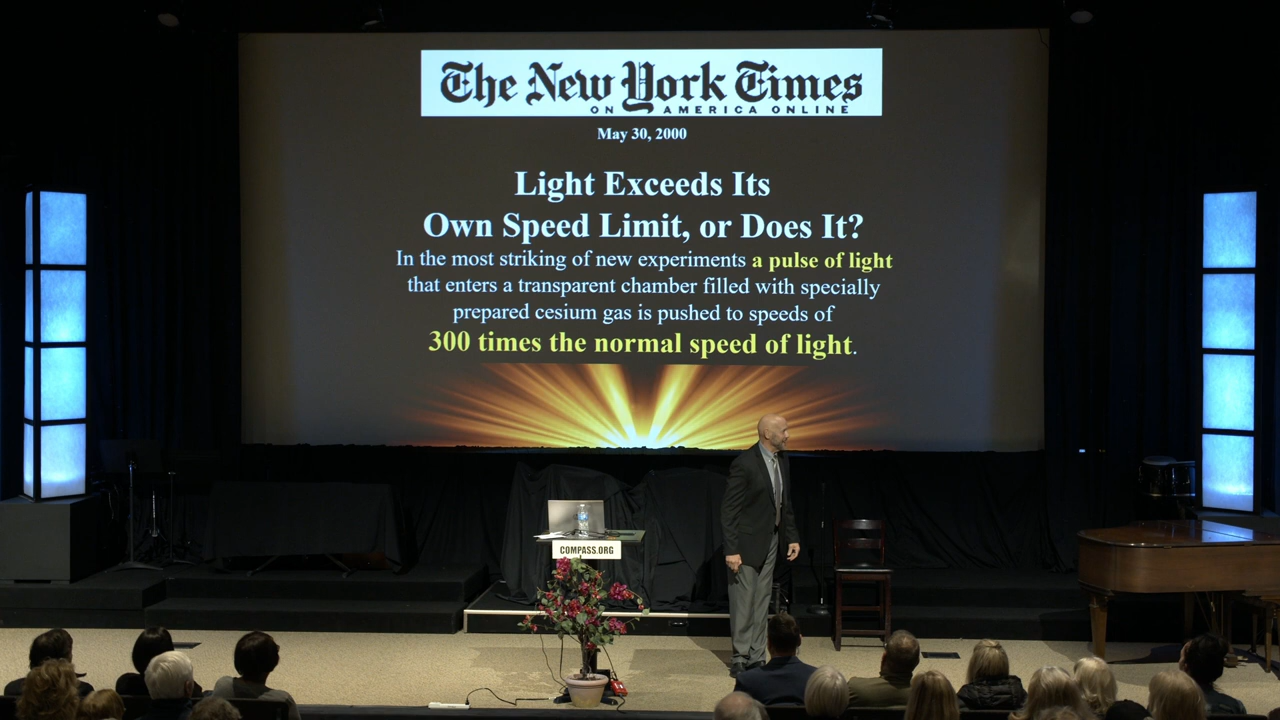 The New York Times
ON AMERICA ONLINE
May 30, 2000
Light Exceeds Its
Own Speed Limit, or Does It?
In the most striking of new experiments a pulse of light
that enters a transparent chamber filled with specially
prepared cesium gas is pushed to speeds of
300 times the normal speed of light.
COMPASS.ORG